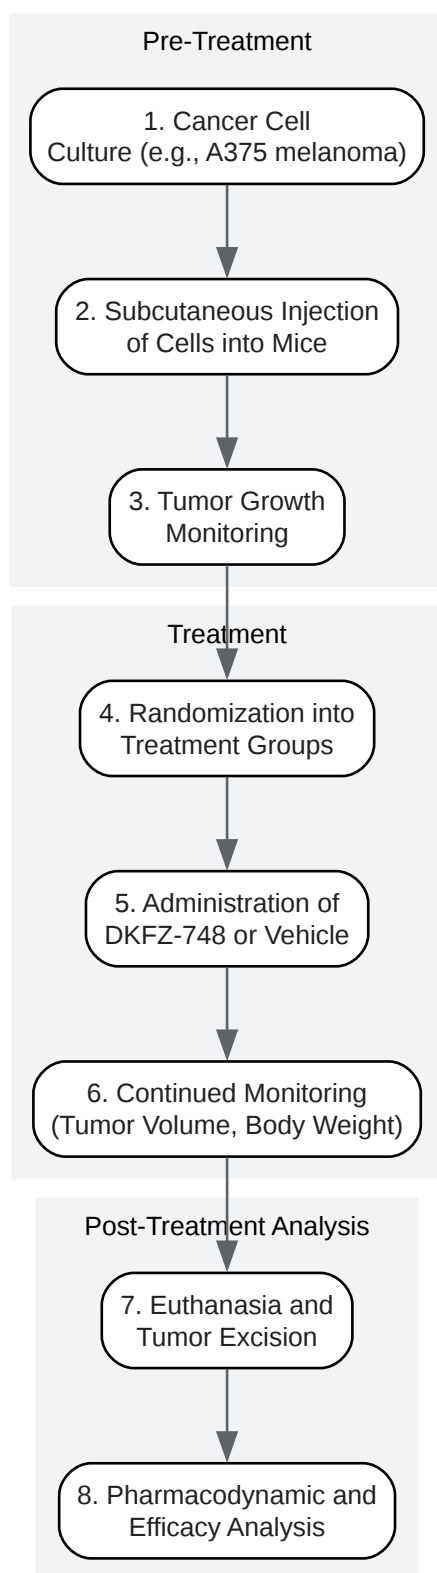 Pre-Treatment
1. Cancer Cell
Culture (e.g., A375 melanoma)
2. Subcutaneous Injection
of Cells into Mice
3. Tumor Growth
Monitoring
Treatment
4. Randomization into
Treatment Groups
5. Administration of
DKFZ-748 or Vehicle
6. Continued Monitoring
(Tumor Volume, Body Weight)
Post-Treatment Analysis
7. Euthanasia and
Tumor Excision
8. Pharmacodynamic and
Efficacy Analysis